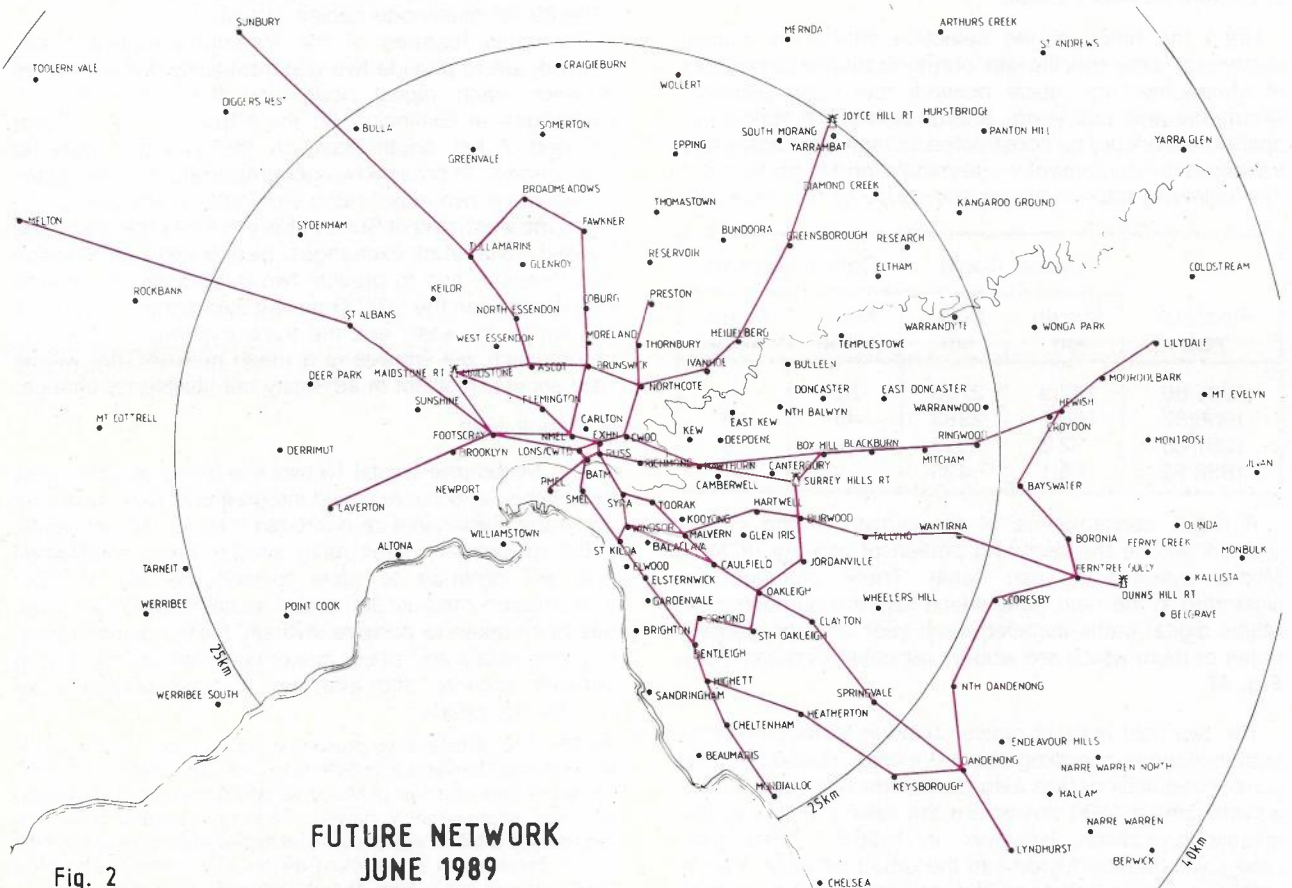 SUNBURY
ARTHURS CREEK
MERNDA
ST ANDREWS
TOOLERN VALE
CRAIGIEBURN
WOLLERT
DIGGERS REST
BULLA
SOMERTON
SOUTH MORANG
JOYCE HILL RT
HURSTBRIDGE
YARRAMBAT
PANTON HILL
GREENVALE
EPPING
YARRA GLEN
BROADMEADOWS
DIAMOND CREEK
MELTON
THOMASTOWN
KANGAROO GROUND
SYDENHAM
FAWKNER
BUNDOORA
GREENSBOROUGH
RESEARCH
TULLAMARINE
GLENROY
RESERVOIR
ELTHAM
COLDSTREAM
ROCKBANK
KEILOR
COBURG
PRESTON
ST ALBANS
NORTH ESSENDON
WARRANDYTE
WONGA PARK
WEST ESSENDON
MORELAND
THORNBURY
HEIDELBERG
TEMPLESTOWE
LILYDALE
MAIDSTONE RT
ASCOT
BRUNSWICK
IVANHOE
BULLEEN
DEER PARK
MAIDSTONE
NORTHCOTE
MOOROOLBARK
MT EVELYN
DONCASTER
EAST DONCASTER
SUNSHINE
FLEMINGTON
EAST KEW
NTH BALWYN
WARRANWOOD
HEWISH
CROYDON
MT COTTRELL
CARLTON
FOOTSCRAY
NMEL
EXHN
CWOO
KEW
DEEPDENE
RINGWOOD
MONTROSE
DERRIMUT
BROOKLYN
LONS/CWTS
RUSS
BOX HILL
BLACKBURN
MITCHAM
BATM
RICHMOND
HAWTHORN
CANTERBURY
CAMBERWELL
SURREY HILLS RT
BAYSWATER
NEWPORT
PMEL
SMEL
SYRA
TOORAK
HARTWELL
LAVERTON
KOOYONG
BURWOOD
WANTIRNA
OLINDA
WINDSOR
MALVERN
GLEN IRIS
TALLYHO
BORONIA
WILLIAMSTOWN
ST KILDA
BALACLAVA
FERNY CREEK
MONBULK
ALTONA
ELWOOD
CAULFIELD
JORDANVILLE
FERNTREE GULLY
TARNEIT
ELSTERNWICK
KALLISTA
OAKLEIGH
SCORESBY
DUNNS HILL RT
WERRIBEE
POINT COOK
GARDENVALE
WHEELERS HILL
BELGRAVE
ORMOND
CLAYTON
BRIGHTON
STH OAKLEIGH
BENTLEIGH
25km
WERRIBEE SOUTH
SANDRINGHAM
HIGHETT
SPRINGVALE
NTH DANDENONG
HEATHERTON
CHELTENHAM
ENDEAVOUR HILLS
BEAUMARIS
DANDENONG
NARRE WARREN NORTH
KEYSBOROUGH
HALLAM
MORDIALLOC
25km
40km
NARRE WARREN
LYNDHURST
BERWICK
CHELSEA
FUTURE NETWORK
JUNE 1989
Fig. 2